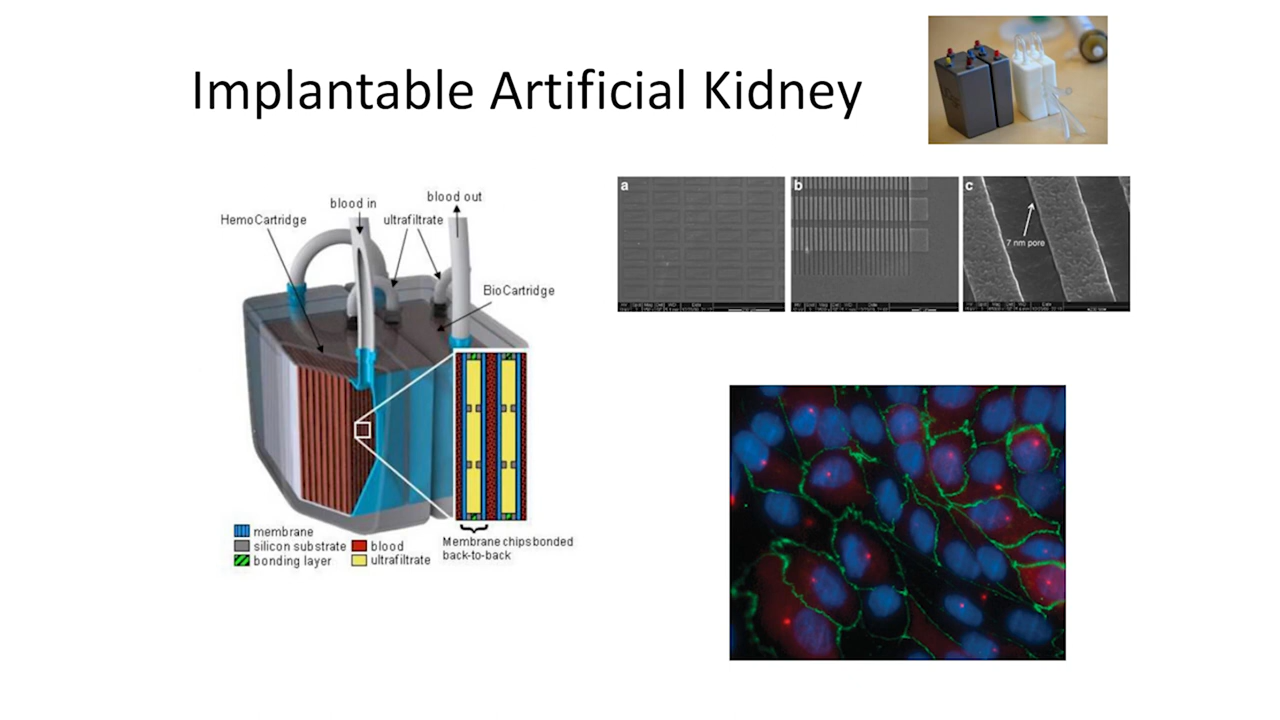 Implantable Artificial Kidney
blood in
blood out
HemoCartridge
ultrafiltrate
BioCartridge
a
b
c
7 nm pore
membrane
silicon substrate
blood
bonding layer
ultrafiltrate
Membrane chips bonded
back-to-back